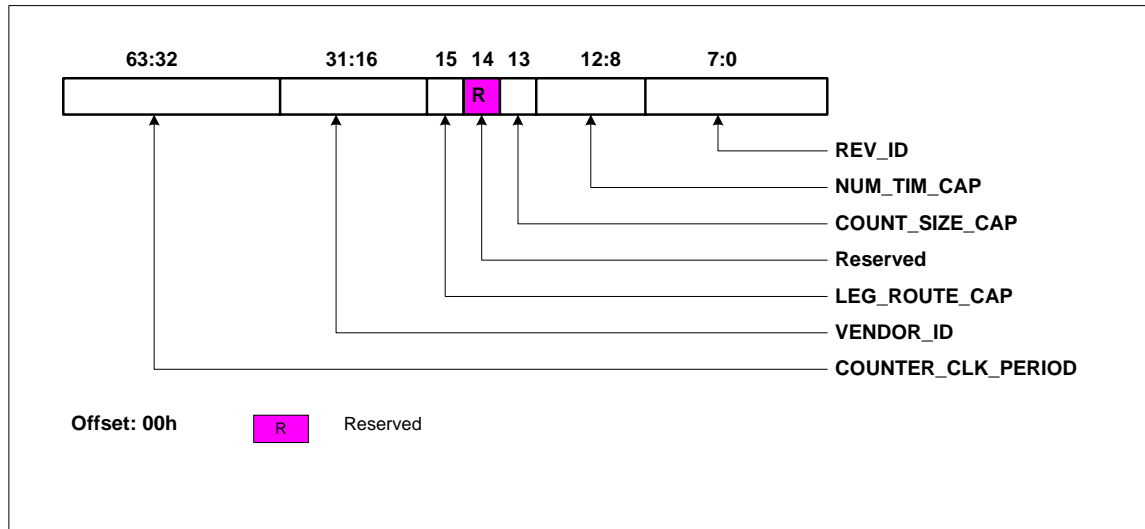 63:32 31:16 15 14 13 12:8 7:0
R
REV_ID
NUM_TIM_CAP
COUNT_SIZE_CAP
Reserved
LEG_ROUTE_CAP
VENDOR_ID
COUNTER_CLK_PERIOD
Offset: 00h R Reserved